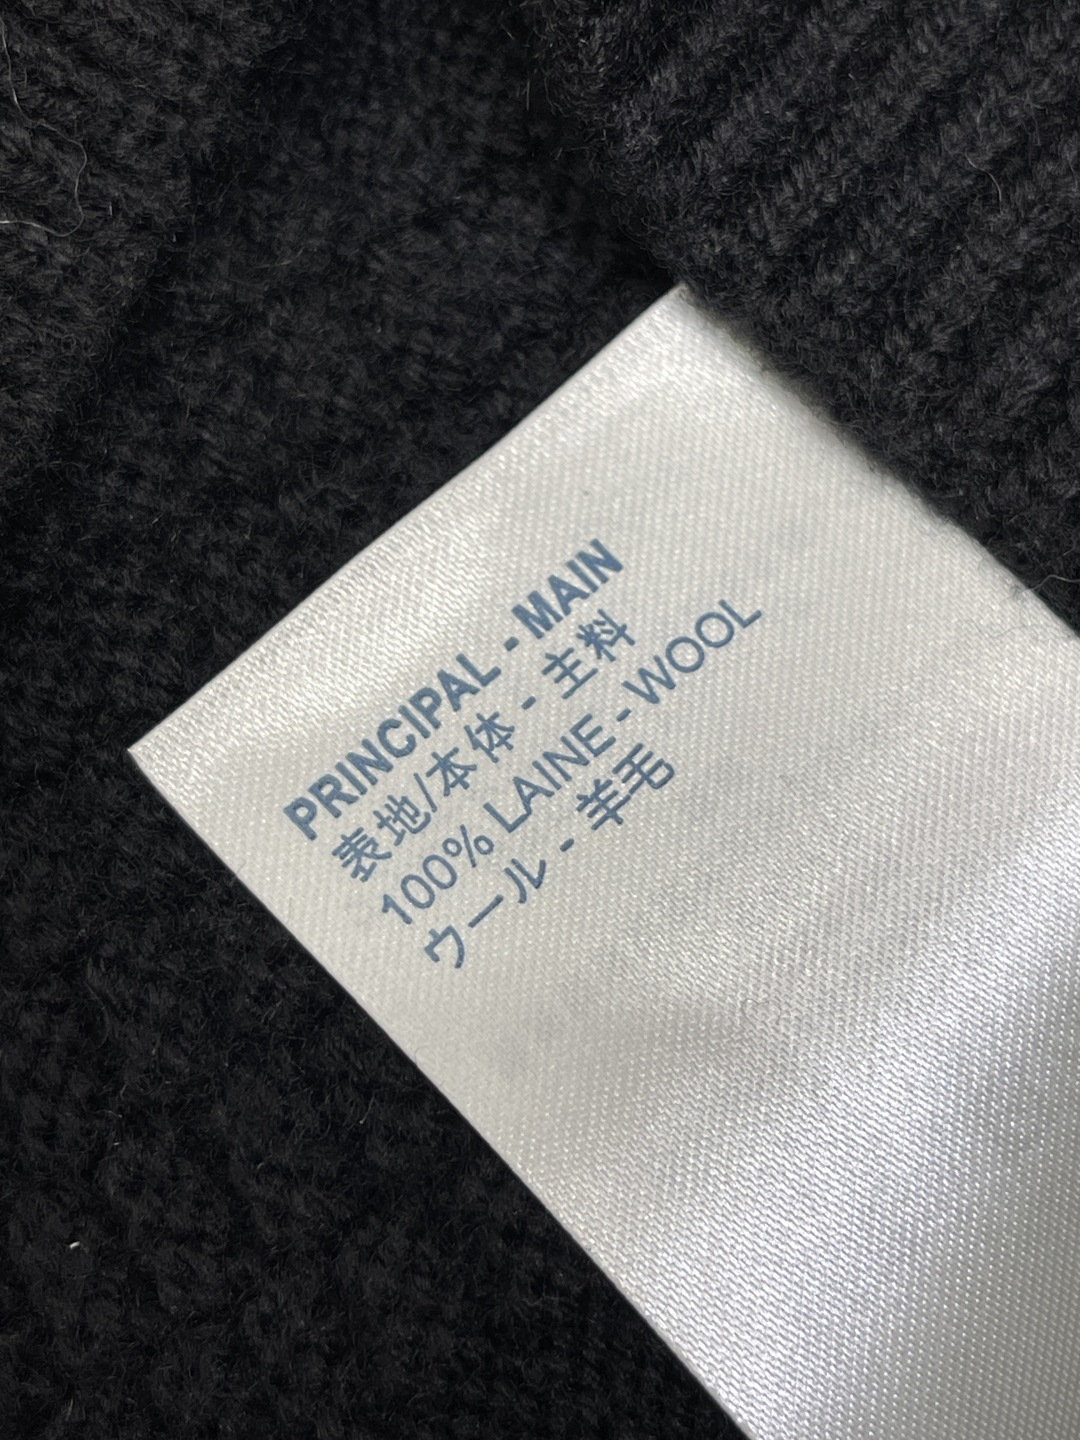 PRINCIPAL - MAIN
表地/本体 - 主料
100% LAINE - WOOL
ウール - 羊毛